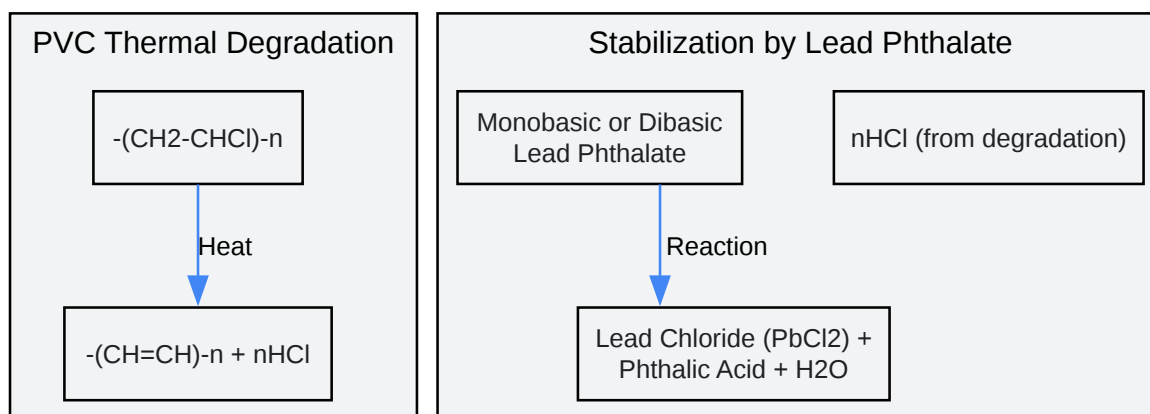 PVC Thermal Degradation
-(CH2-CHCl)-n
Heat
-(CH=CH)-n + nHCl
Stabilization by Lead Phthalate
Monobasic or Dibasic
Lead Phthalate
nHCl (from degradation)
Reaction
Lead Chloride (PbCl2) +
Phthalic Acid + H2O